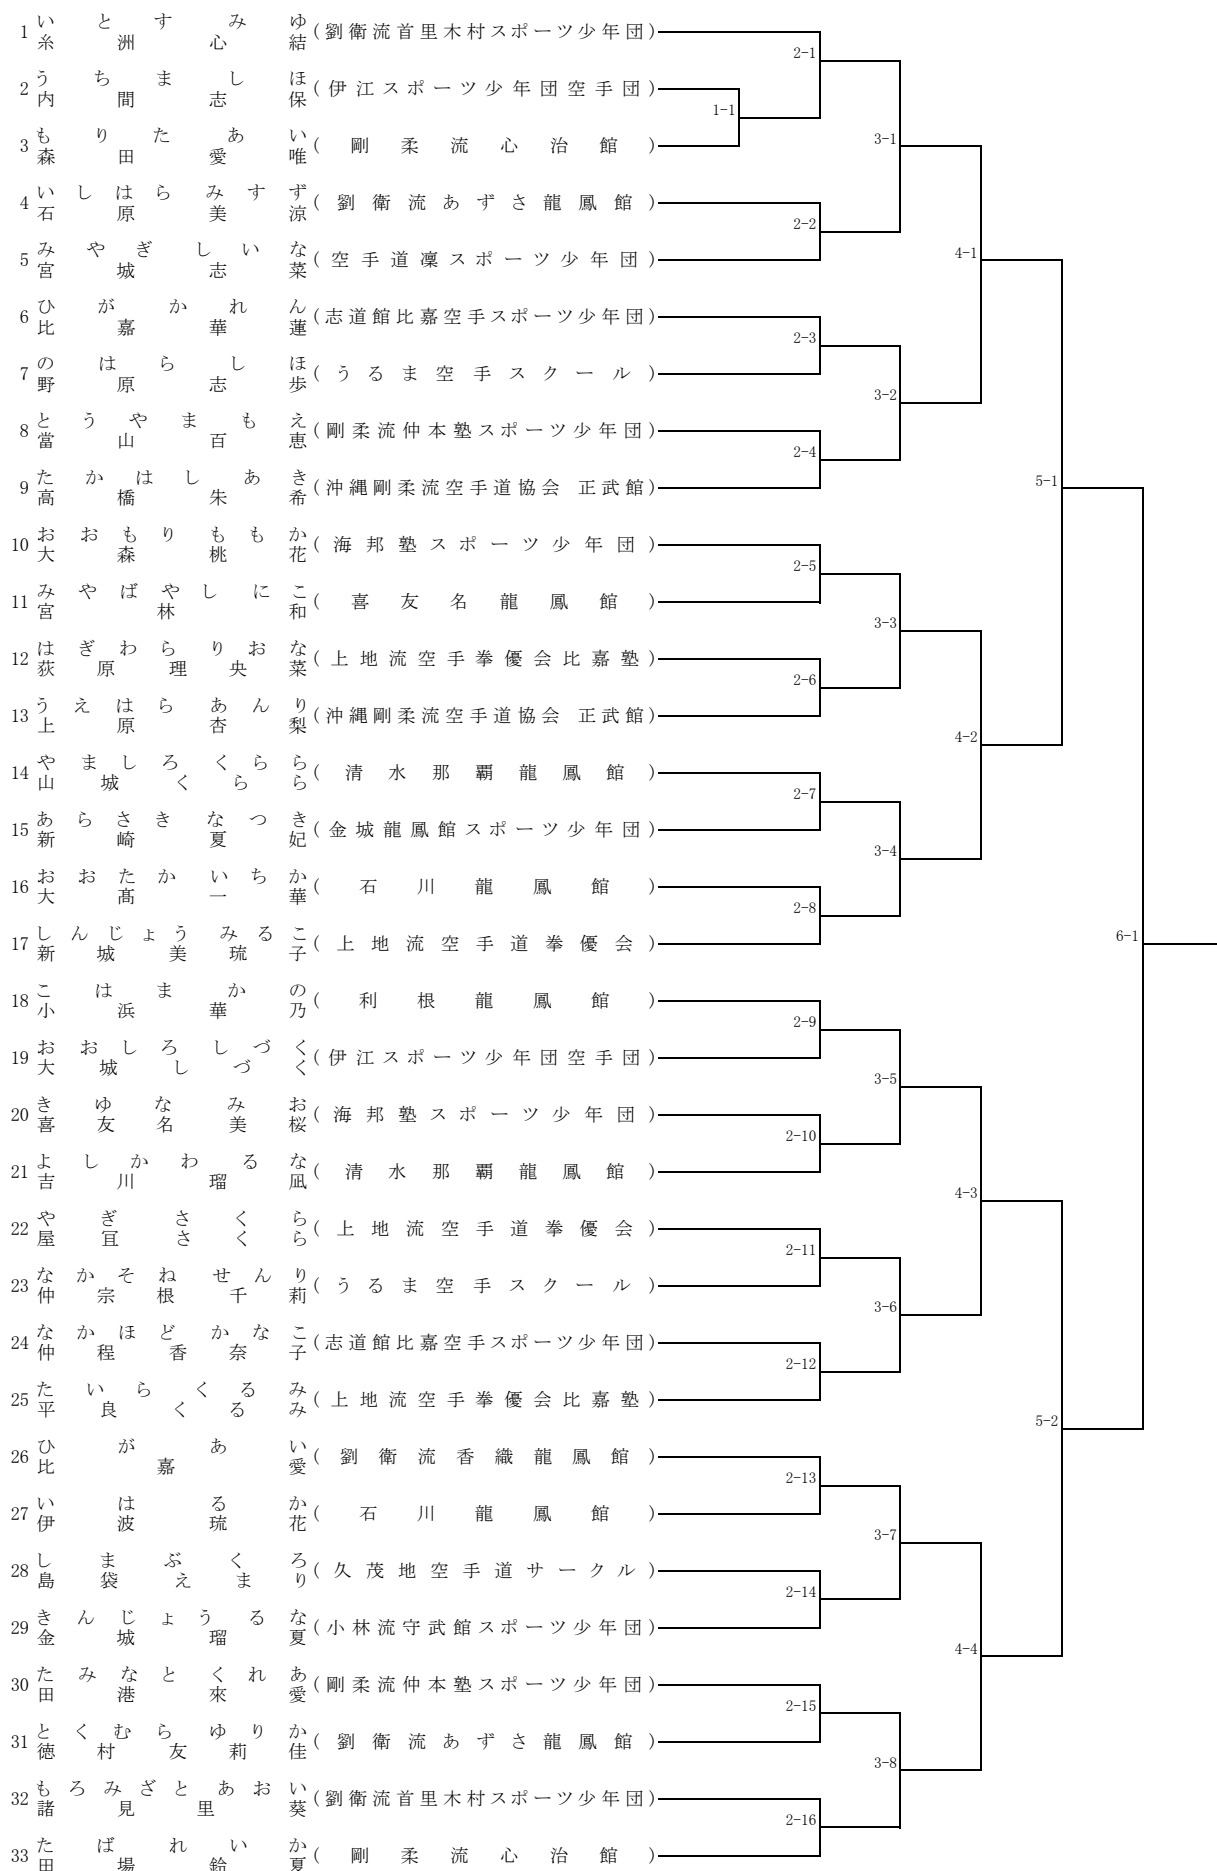 いとすみゆ
1 糸洲心結 (劉衛流首里木村スポーツ少年団)
2-1
うちましほ
2 内間志保 (伊江スポーツ少年団空手団)
1-1
もりたあい
3 森田愛唯 (剛柔流心治館)
3-1
いしはらみすず
4 石原美涼 (劉衛流あずさ龍鳳館)
2-2
みやぎしいな
5 宮城志菜 (空手道凜スポーツ少年団)
4-1
ひがかれん
6 比嘉華蓮 (志道館比嘉空手スポーツ少年団)
2-3
のはらしほ
7 野原志歩 (うるま空手スクール)
3-2
とうやまもえ
8 當山百恵 (剛柔流仲本塾スポーツ少年団)
2-4
たかはしあき
9 高橋朱希 (沖縄剛柔流空手道協会 正武館)
5-1
おおもりももか
10 大森桃花 (海邦塾スポーツ少年団)
2-5
みやばやしにこ
11 宮林和 (喜友名龍鳳館)
3-3
はぎわらりおな
12 荻原理央菜 (上地流空手拳優会比嘉塾)
2-6
うえはらあんり
13 上原杏梨 (沖縄剛柔流空手道協会 正武館)
4-2
やましろくらら
14 山城くらら (清水那覇龍鳳館)
2-7
あらさきなつき
15 新崎夏妃 (金城龍鳳館スポーツ少年団)
3-4
おおたかいちか
16 大髙一華 (石川龍鳳館)
2-8
しんじょうみるこ
17 新城美琉子 (上地流空手道拳優会)
6-1
こはまかの
18 小浜華乃 (利根龍鳳館)
2-9
おおしろしづく
19 大城しづく (伊江スポーツ少年団空手団)
3-5
きゆなみお
20 喜友名美桜 (海邦塾スポーツ少年団)
2-10
よしかわるな
21 吉川瑠凪 (清水那覇龍鳳館)
4-3
やぎさくら
22 屋宜さくら (上地流空手道拳優会)
2-11
なかそねせんり
23 仲宗根千莉 (うるま空手スクール)
3-6
なかほどかなこ
24 仲程香奈子 (志道館比嘉空手スポーツ少年団)
2-12
たいらくるみ
25 平良くるみ (上地流空手拳優会比嘉塾)
5-2
ひがあい
26 比嘉愛 (劉衛流香織龍鳳館)
2-13
いはるか
27 伊波琉花 (石川龍鳳館)
3-7
しまぶくろ
28 島袋えまり (久茂地空手道サークル)
2-14
きんじょうるな
29 金城瑠夏 (小林流守武館スポーツ少年団)
4-4
たみなとくれあ
30 田港來愛 (剛柔流仲本塾スポーツ少年団)
2-15
とくむらゆりか
31 徳村友莉佳 (劉衛流あずさ龍鳳館)
3-8
もろみざとあおい
32 諸見里葵 (劉衛流首里木村スポーツ少年団)
2-16
たばれいか
33 田場鈴夏 (剛柔流心治館)